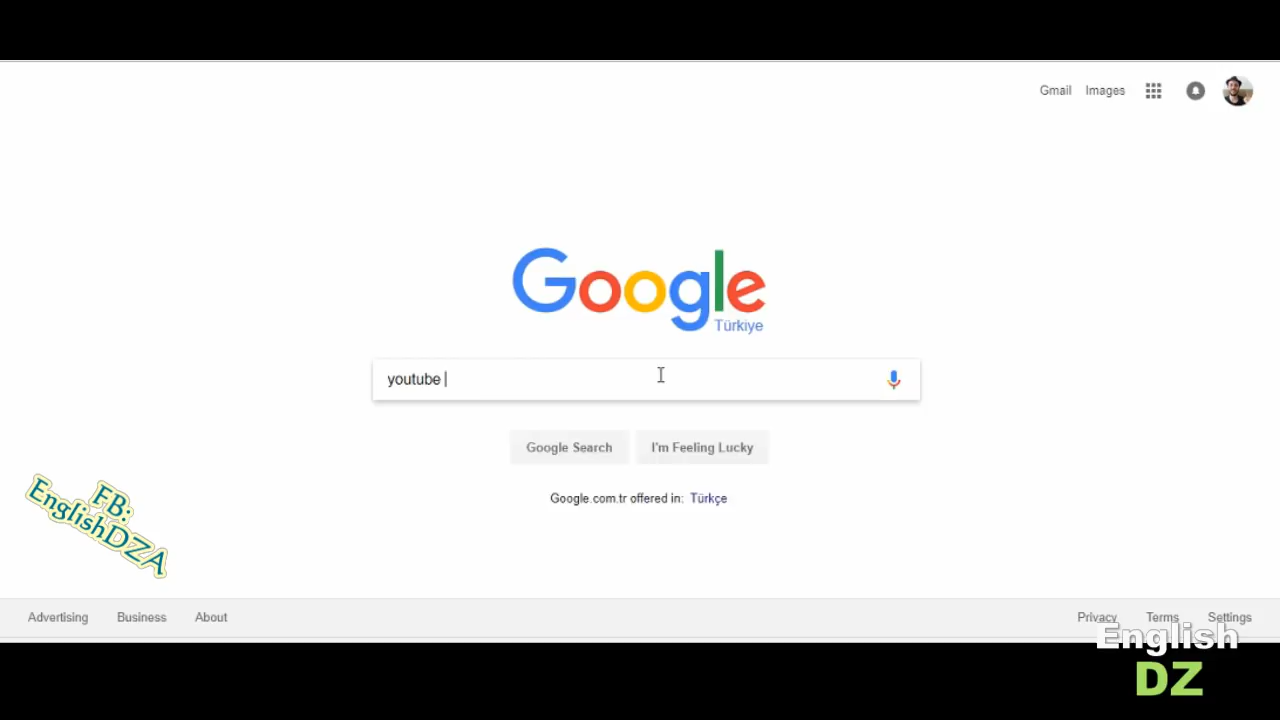 Gmail Images
Google
Türkiye
youtube
Google Search I'm Feeling Lucky
Google.com.tr offered in: Türkçe
FB:
EnglishDZA
Advertising Business About
Privacy Terms Settings
English
DZ